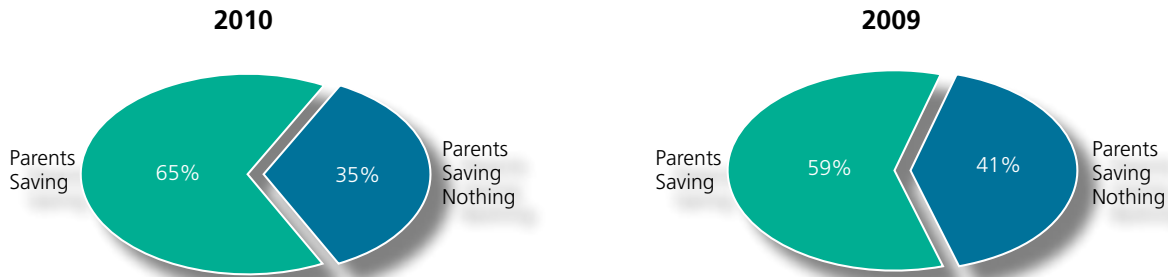 2010
Parents
Saving
65%
35%
Parents
Saving
Nothing
2009
Parents
Saving
59%
41%
Parents
Saving
Nothing